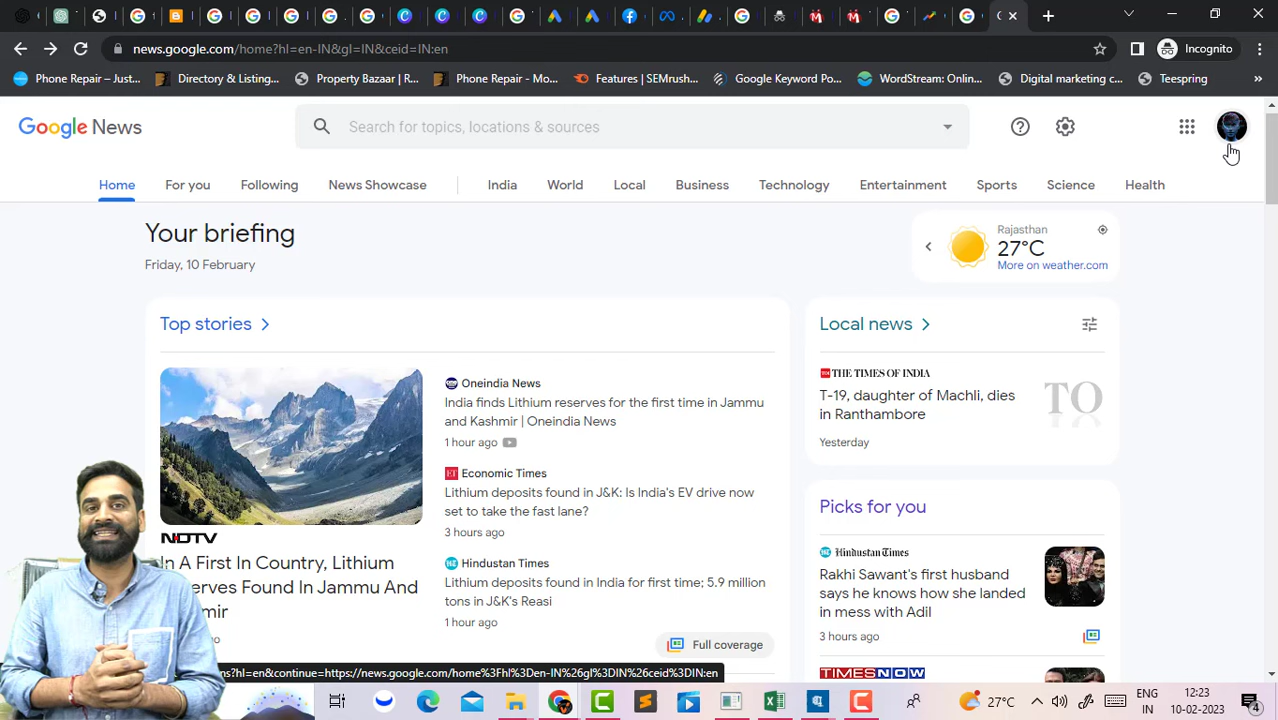 news.google.com/home?hl=en-IN&gl=IN&ceid=IN:en
Incognito
Phone Repair – Just...
Directory & Listing...
Property Bazaar | R...
Phone Repair - Mo...
Features | SEMrush...
Google Keyword Po...
WordStream: Onlin...
Digital marketing c...
Teespring
Google News
Search for topics, locations & sources
Home
For you
Following
News Showcase
India
World
Local
Business
Technology
Entertainment
Sports
Science
Health
Your briefing
Friday, 10 February
Rajasthan
27°C
More on weather.com
Top stories
NDTV
In A First In Country, Lithium
erves Found In Jammu And
mir
Oneindia News
India finds Lithium reserves for the first time in Jammu
and Kashmir | Oneindia News
1 hour ago
ET Economic Times
Lithium deposits found in J&K: Is India's EV drive now
set to take the fast lane?
3 hours ago
Hindustan Times
Lithium deposits found in India for first time; 5.9 million
tons in J&K's Reasi
1 hour ago
Full coverage
Local news
THE TIMES OF INDIA
T-19, daughter of Machli, dies
in Ranthambore
Yesterday
TO
Picks for you
Hindustan Times
Rakhi Sawant's first husband
says he knows how she landed
in mess with Adil
3 hours ago
TIMES NOW
ns?hl=en&continue=https://news.google.com/home%3Fhl%3Den-IN%26gl%3DIN%26ceid%3DIN:en
27°C
ENG
IN
12:23
10-02-2023
4